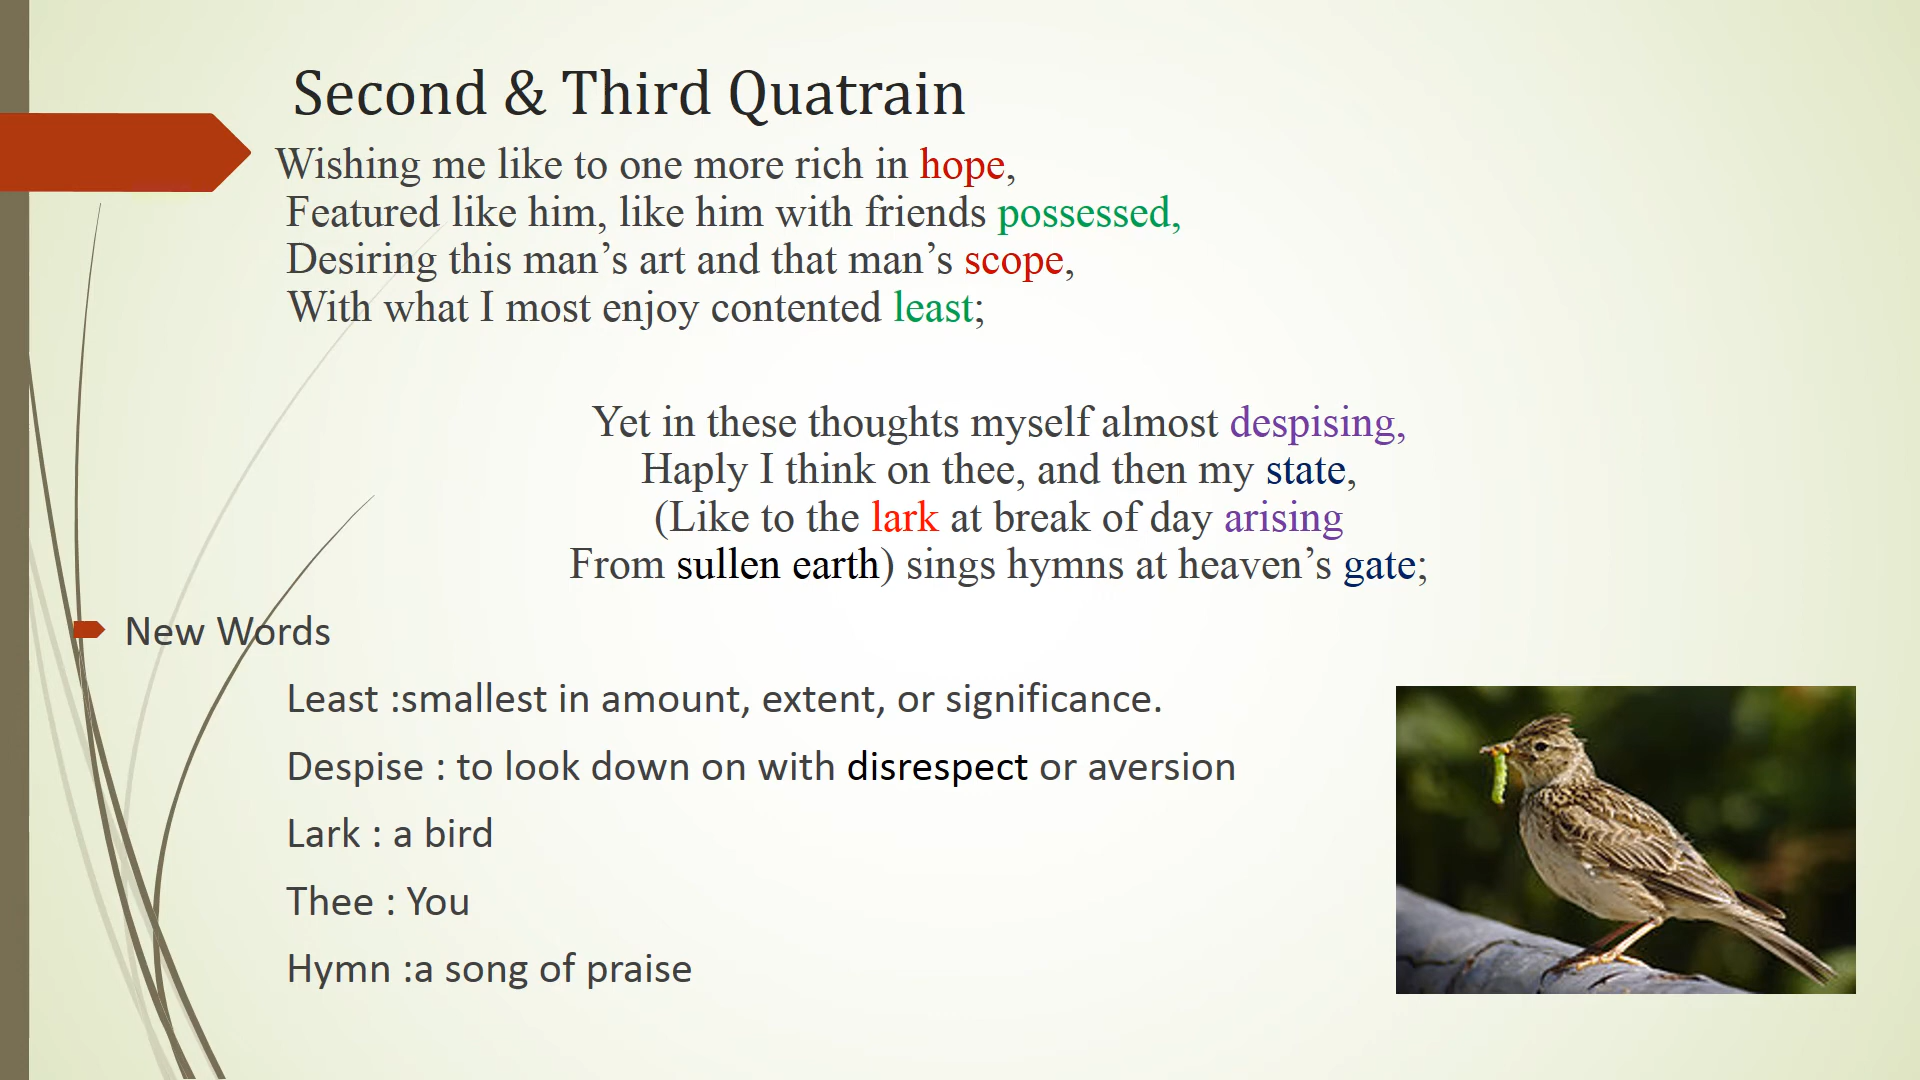 Second & Third Quatrain
Wishing me like to one more rich in hope,
Featured like him, like him with friends possessed,
Desiring this man’s art and that man’s scope,
With what I most enjoy contented least;
Yet in these thoughts myself almost despising,
Haply I think on thee, and then my state,
(Like to the lark at break of day arising
From sullen earth) sings hymns at heaven’s gate;
New Words
Least :smallest in amount, extent, or significance.
Despise : to look down on with disrespect or aversion
Lark : a bird
Thee : You
Hymn :a song of praise